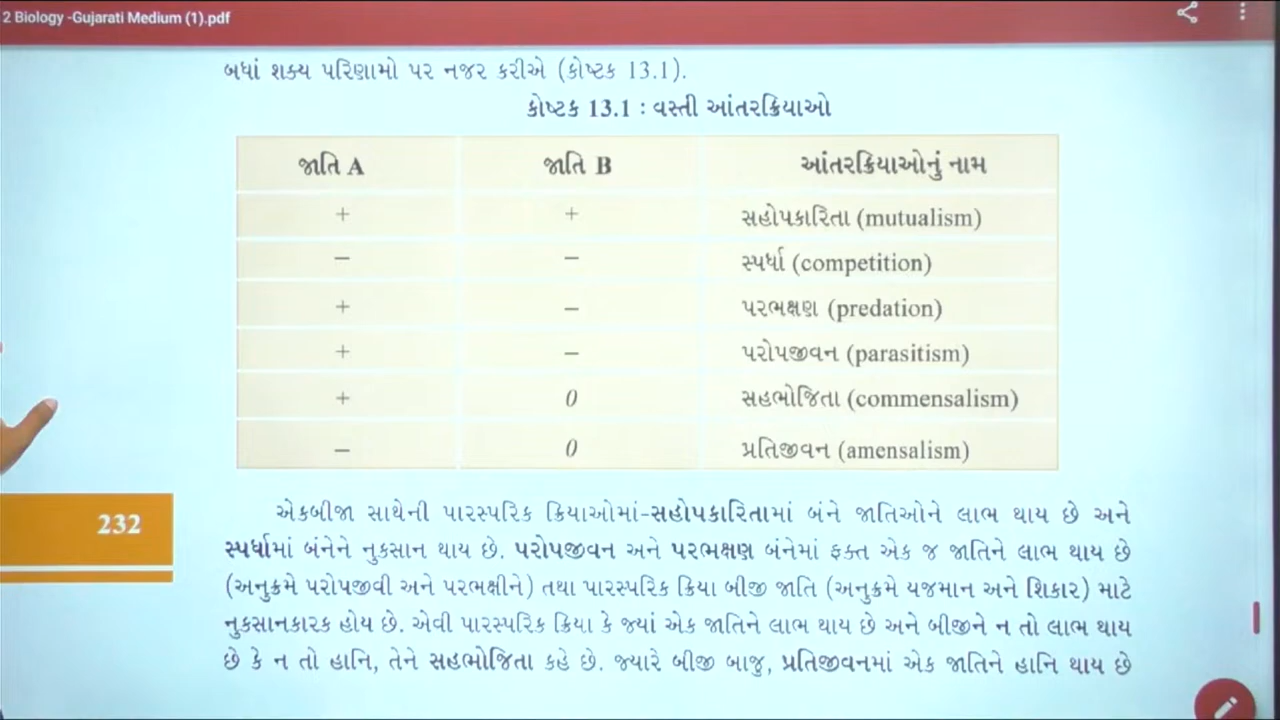 2 Biology -Gujarati Medium (1).pdf
બધાં શક્ય પરિણામો પર નજર કરીએ (કોષ્ટક 13.1).
કોષ્ટક 13.1 : વસ્તી આંતરક્રિયાઓ
જાતિ A જાતિ B આંતરક્રિયાઓનું નામ
+ + સહોપકારિતા (mutualism)
– – સ્પર્ધા (competition)
+ – પરભક્ષણ (predation)
+ – પરોપજીવન (parasitism)
+ 0 સહભોજિતા (commensalism)
– 0 પ્રતિજીવન (amensalism)
એકબીજા સાથેની પારસ્પરિક ક્રિયાઓમાં-સહોપકારિતામાં બંને જાતિઓને લાભ થાય છે અને
232
સ્પર્ધામાં બંનેને નુકસાન થાય છે. પરોપજીવન અને પરભક્ષણ બંનેમાં ફક્ત એક જ જાતિને લાભ થાય છે
(અનુક્રમે પરોપજીવી અને પરભક્ષીને) તથા પારસ્પરિક ક્રિયા બીજી જાતિ (અનુક્રમે યજમાન અને શિકાર) માટે
નુકસાનકારક હોય છે. એવી પારસ્પરિક ક્રિયા કે જ્યાં એક જાતિને લાભ થાય છે અને બીજીને ન તો લાભ થાય
છે કે ન તો હાનિ, તેને સહભોજિતા કહે છે. જ્યારે બીજી બાજુ, પ્રતિજીવનમાં એક જાતિને હાનિ થાય છે